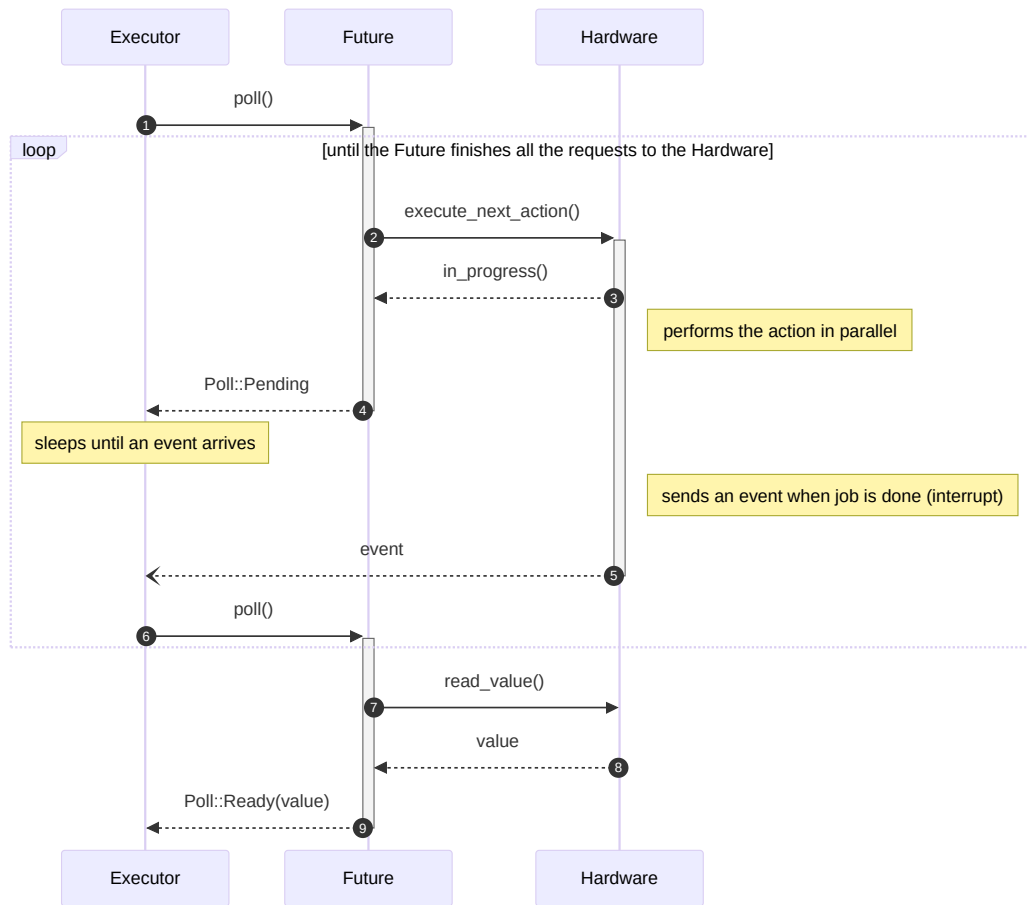 Executor
Future
Hardware
poll()
1
loop
[until the Future finishes all the requests to the Hardware]
execute_next_action()
2
in_progress()
3
performs the action in parallel
Poll::Pending
4
sleeps until an event arrives
sends an event when job is done (interrupt)
event
5
poll()
6
read_value()
7
value
8
Poll::Ready(value)
9
Executor
Future
Hardware